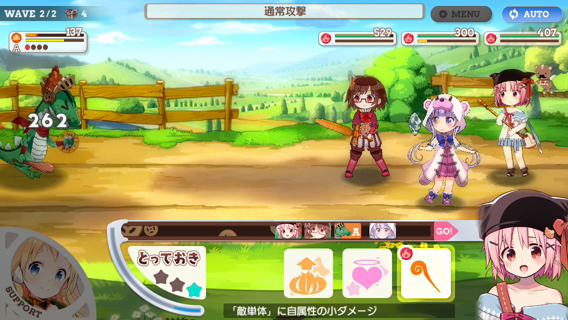 WAVE 2/2 4
通常攻撃
MENU
AUTO
137
A
529
300
407
262
A
GO!
とっておき
SUPPORT
「敵単体」に自属性の小ダメージ